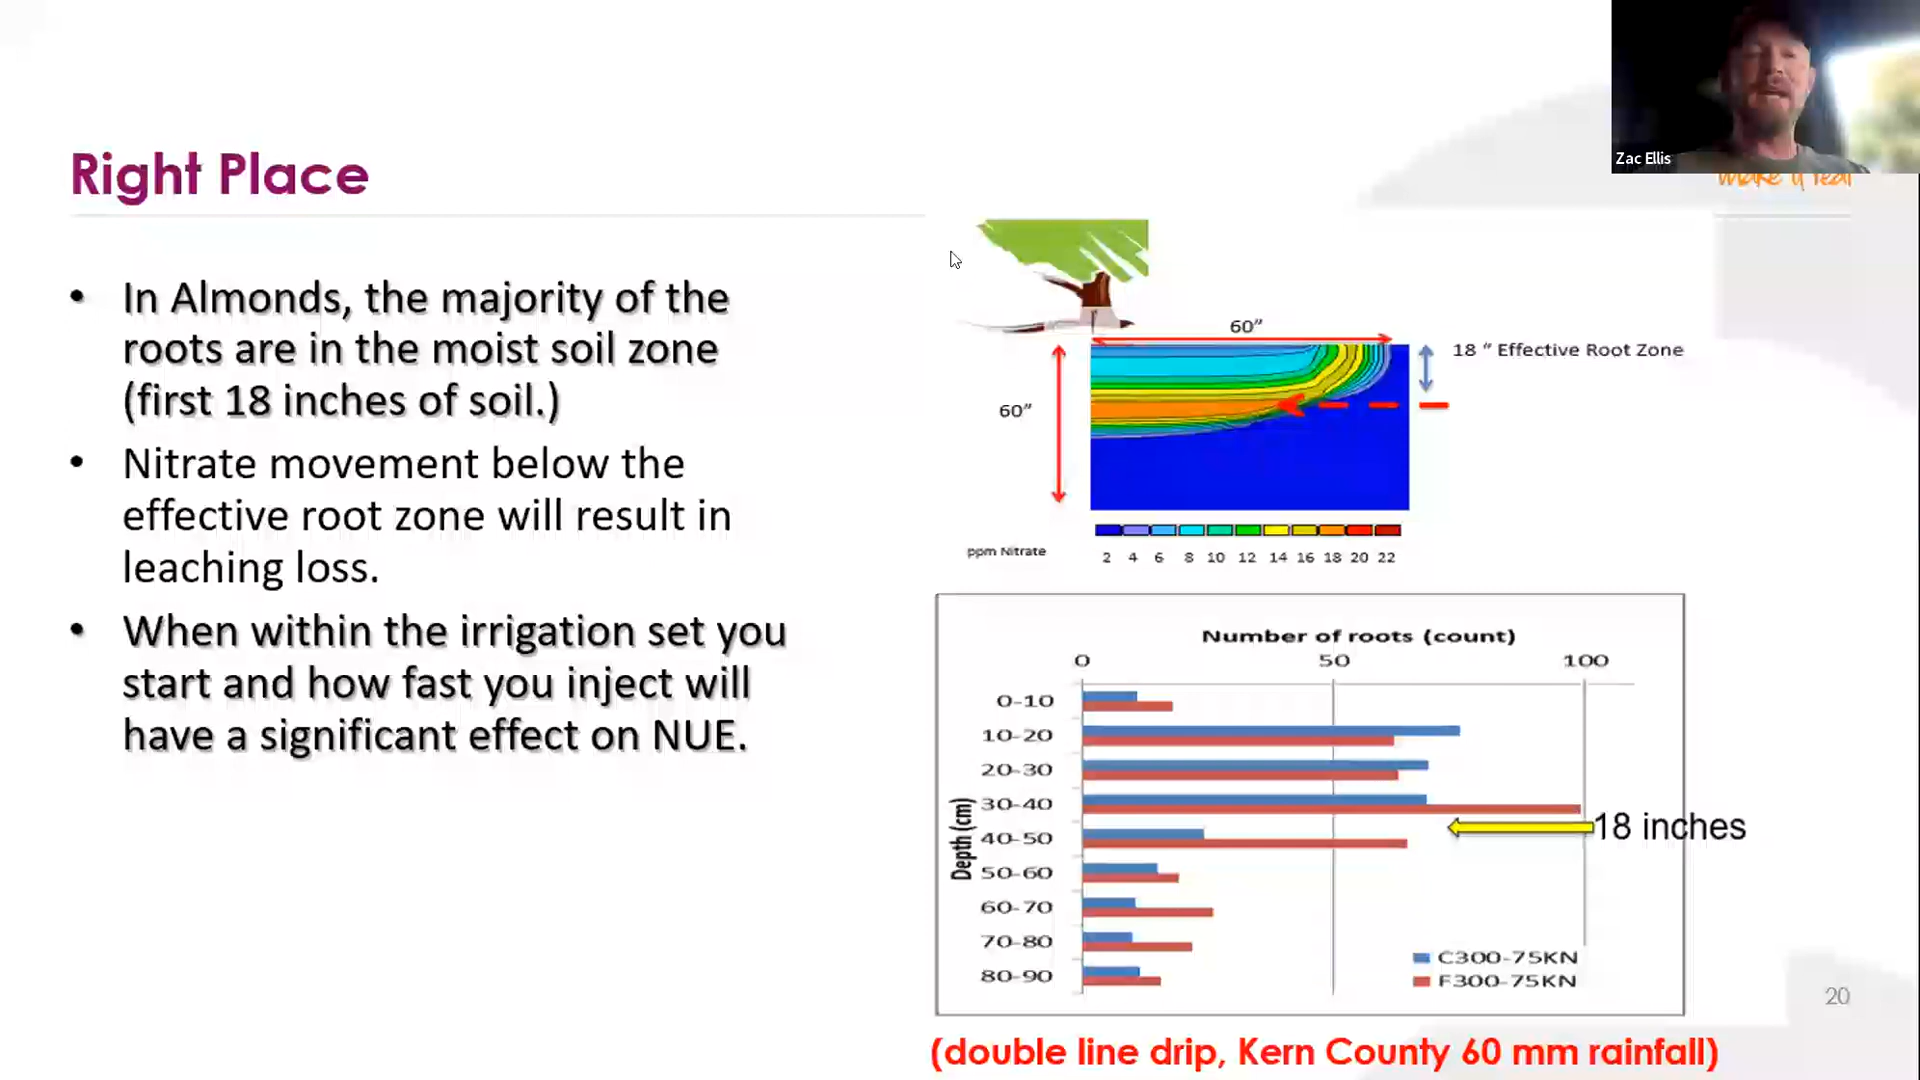 Zac Ellis
make it real
Right Place
• In Almonds, the majority of the
roots are in the moist soil zone
(first 18 inches of soil.)
• Nitrate movement below the
effective root zone will result in
leaching loss.
• When within the irrigation set you
start and how fast you inject will
have a significant effect on NUE.
60”
18 “ Effective Root Zone
60”
ppm Nitrate
2 4 6 8 10 12 14 16 18 20 22
Number of roots (count)
0 50 100
Depth (cm)
0-10
10-20
20-30
30-40
18 inches
40-50
50-60
60-70
70-80
80-90
C300-75KN
F300-75KN
20
(double line drip, Kern County 60 mm rainfall)